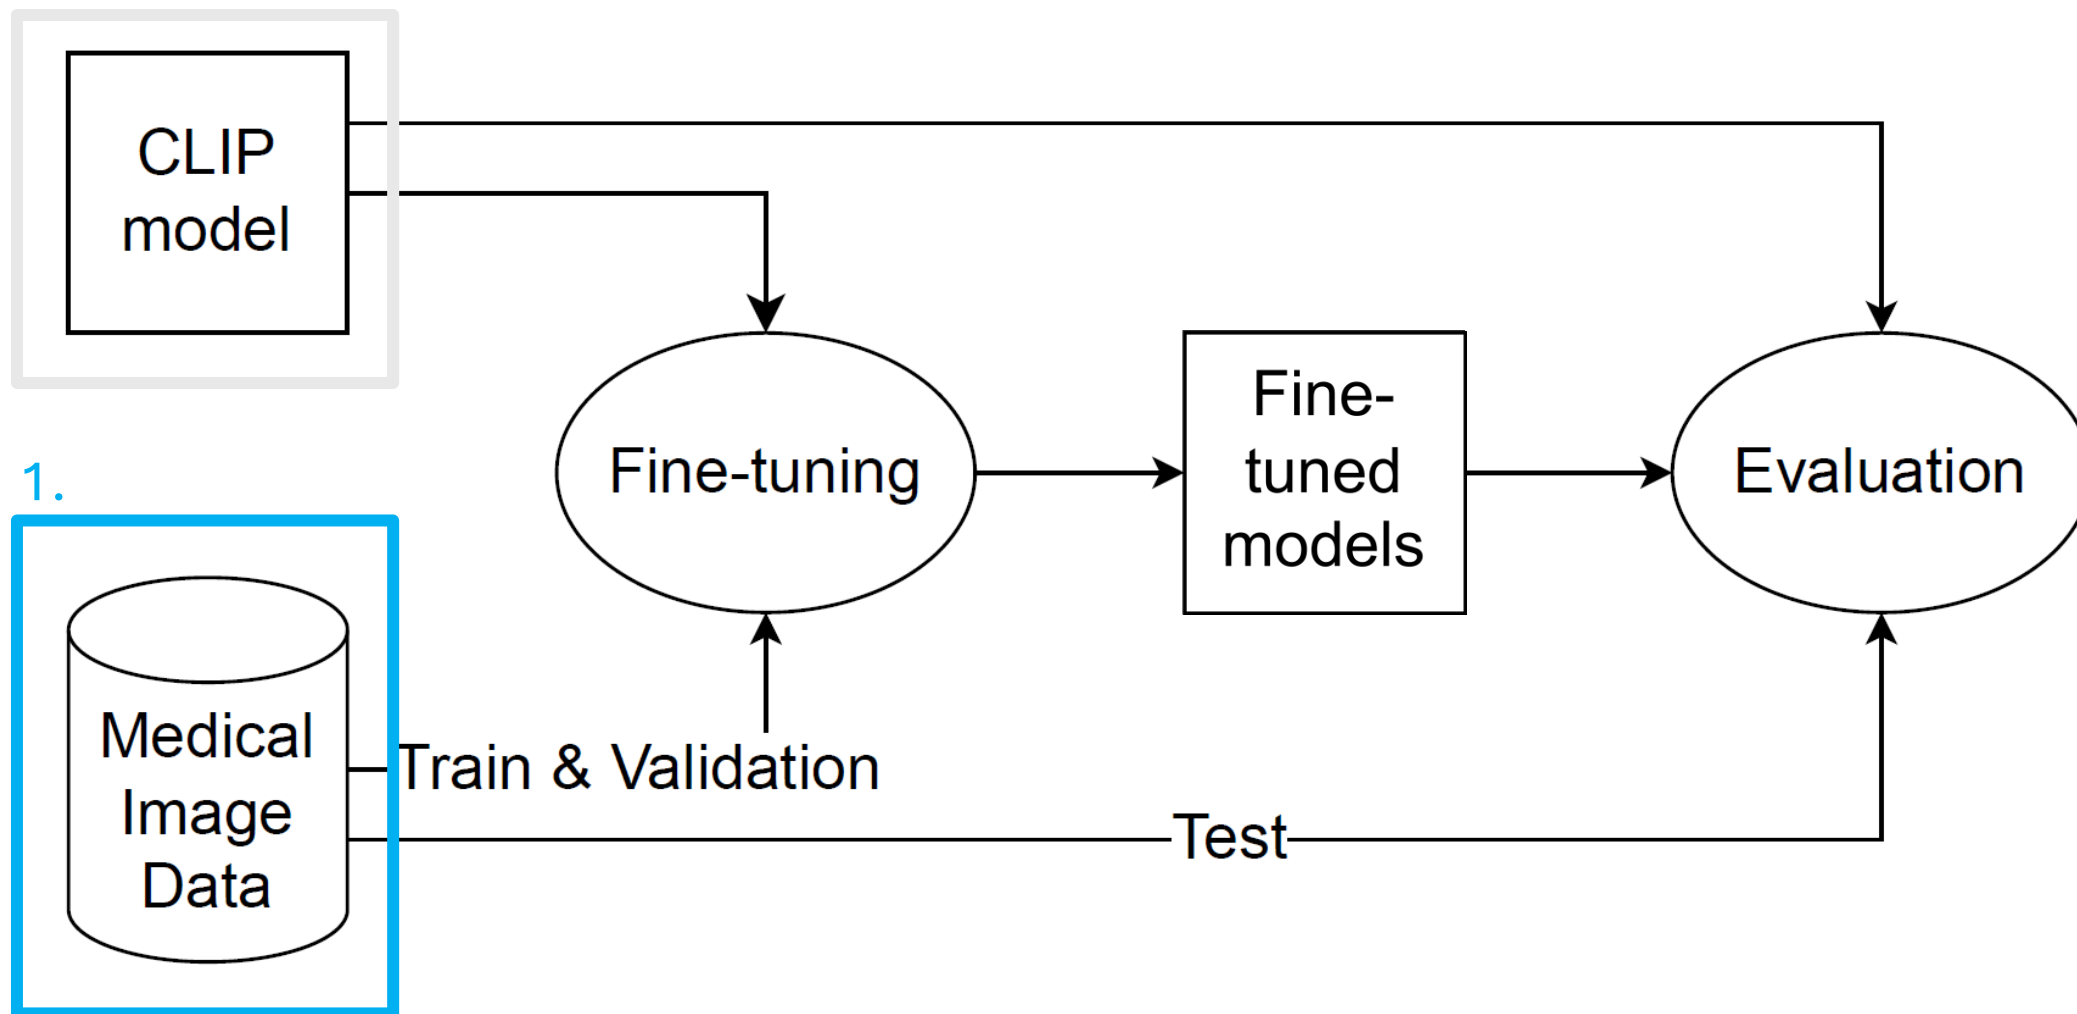 CLIP
model
1.
Fine-tuning
Fine-
tuned
models
Evaluation
Medical
Image
Data
Train & Validation
Test